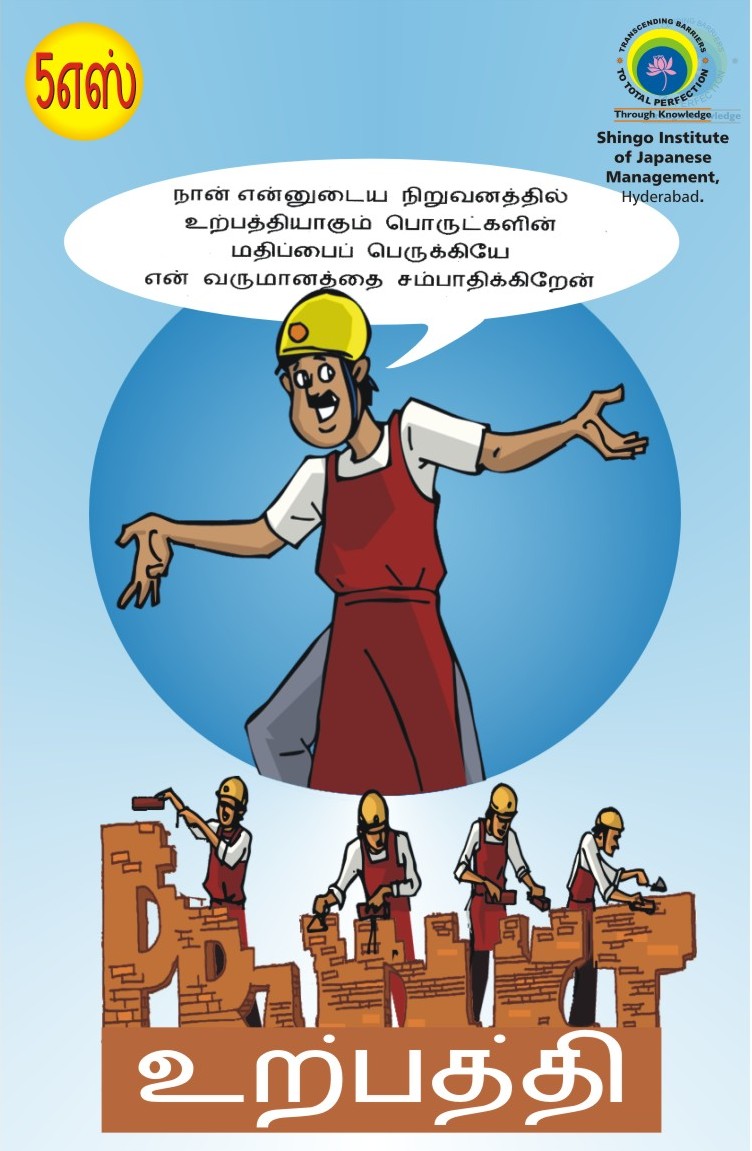 5எஸ்
TRANSCENDING BARRIERS
TO TOTAL PERFECTION
Through Knowledge
Shingo Institute
of Japanese
Management,
Hyderabad.
நான் என்னுடைய நிறுவனத்தில்
உற்பத்தியாகும் பொருட்களின்
மதிப்பைப் பெருக்கியே
என் வருமானத்தை சம்பாதிக்கிறேன்
உற்பத்தி